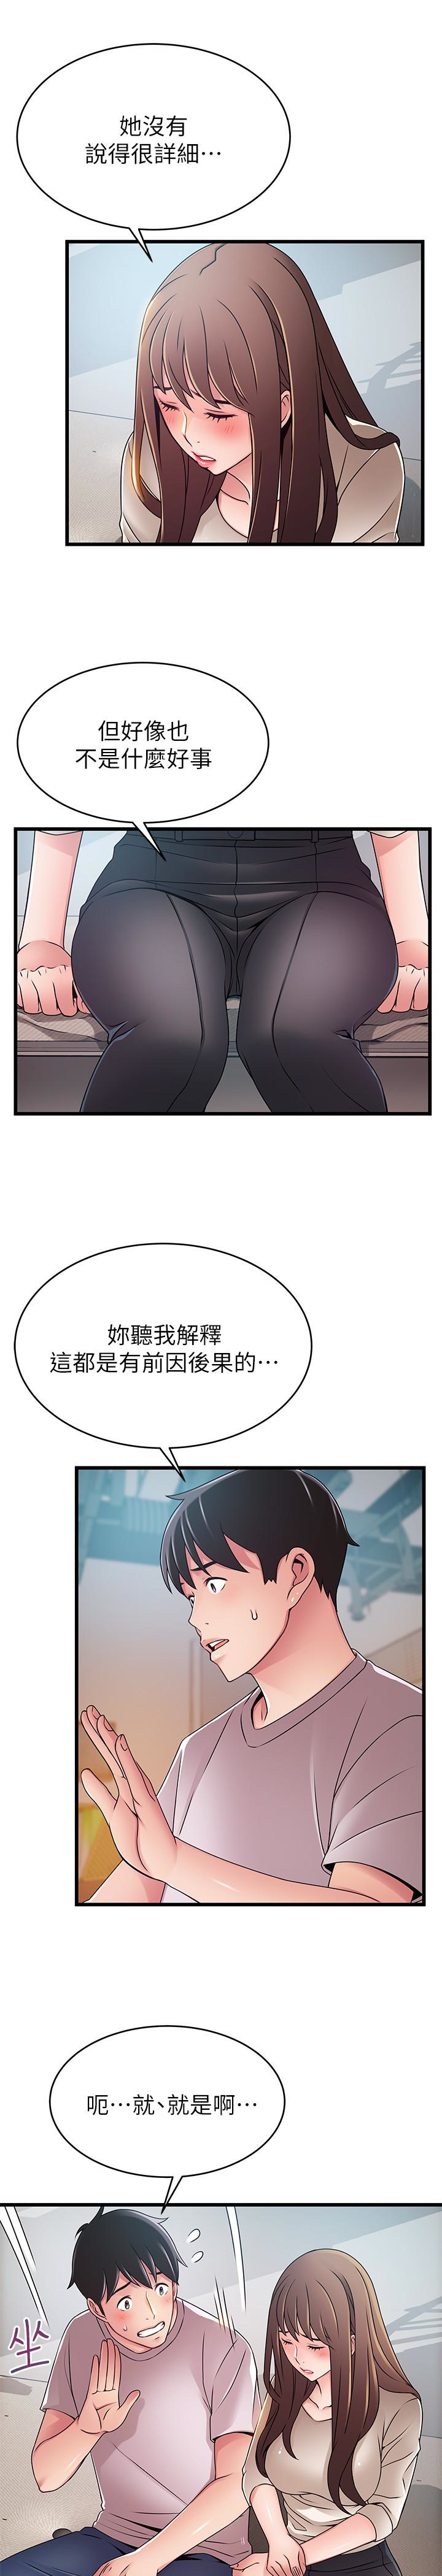 她沒有
說得很詳細⋯
但好像也
不是什麼好事
妳聽我解釋
這都是有前因後果的⋯
呃⋯就、就是啊⋯
坐